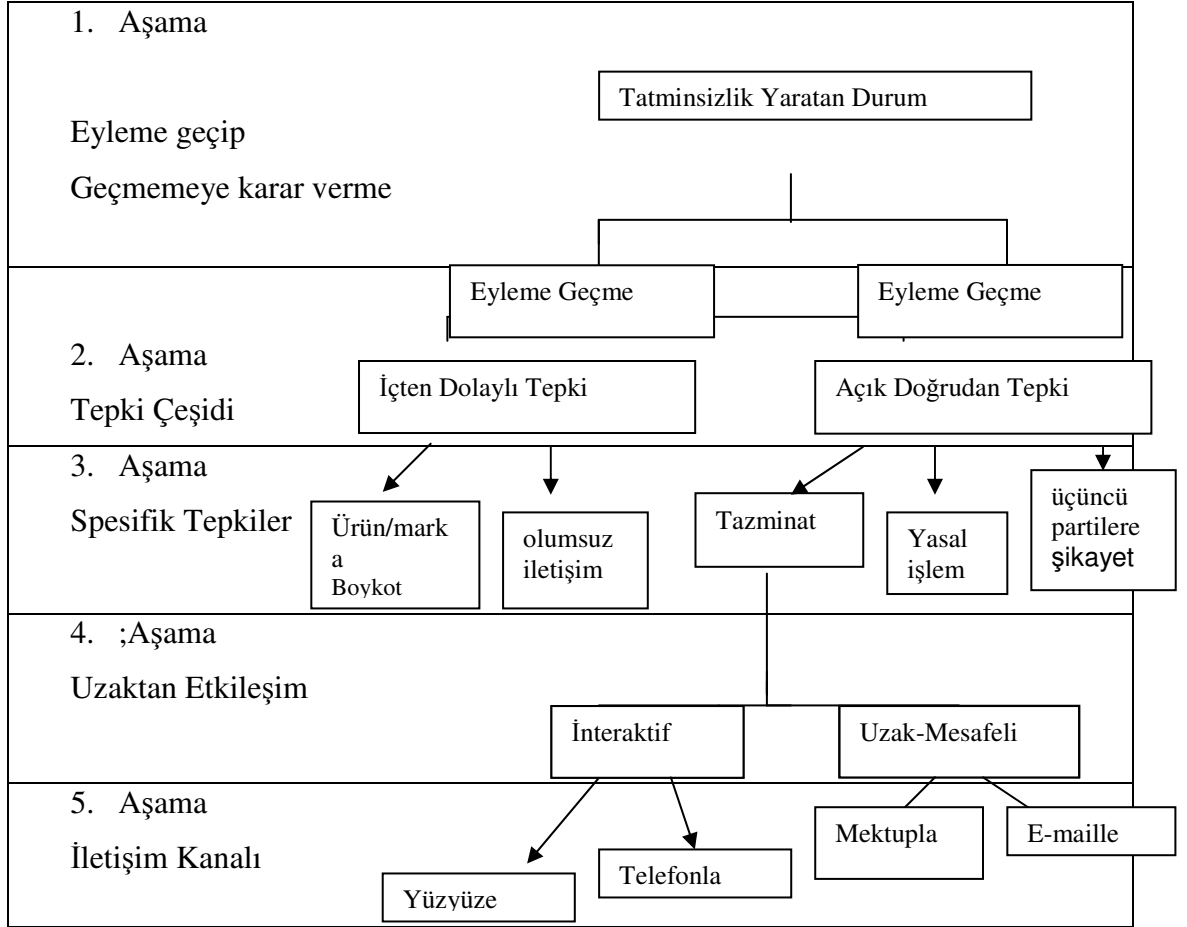 1. Aşama
Tatminsizlik Yaratan Durum
Eyleme geçip
Geçmemeye karar verme
Eyleme Geçme
Eyleme Geçme
2. Aşama
Tepki Çeşidi
İçten Dolaylı Tepki
Açık Doğrudan Tepki
3. Aşama
Spesifik Tepkiler
Ürün/mark
a
Boykot
olumsuz
iletişim
Tazminat
Yasal
işlem
üçüncü
partilere
şikayet
4. ;Aşama
Uzaktan Etkileşim
İnteraktif
Uzak-Mesafeli
5. Aşama
İletişim Kanalı
Yüzyüze
Telefonla
Mektupla
E-maille